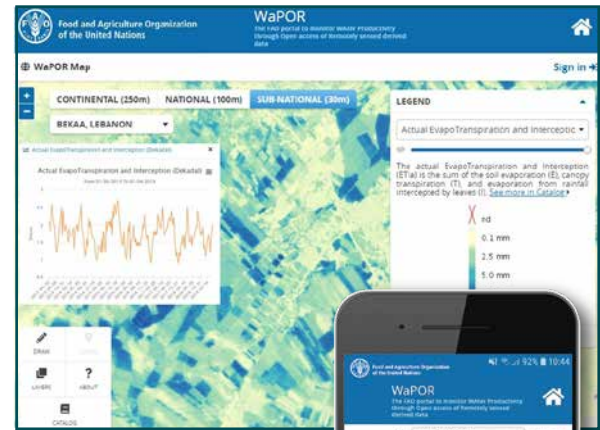 Food and Agriculture Organization
of the United Nations
WaPOR
The FAO portal to monitor WAter Productivity
through Open access of Remotely sensed derived
data
WaPOR Map
Sign in
CONTINENTAL (250m) NATIONAL (100m) SUB-NATIONAL (30m)
BEKAA, LEBANON
LEGEND
Actual EvapoTranspiration and Interceptic
The actual EvapoTranspiration and Interception
(ETIa) is the sum of the soil evaporation (E), canopy
transpiration (T), and evaporation from rainfall
intercepted by leaves (I). See more in Catalog
nd
0.1 mm
2.5 mm
5.0 mm
Actual EvapoTranspiration and Interception (Dekadal)
Actual EvapoTranspiration and Interception (Dekadal)
DRAW
LAYERS
ABOUT
CATALOG
92% 10:44
Food and Agriculture Organization
of the United Nations
WaPOR
The FAO portal to monitor WAter Productivity
through Open access of Remotely sensed
derived data